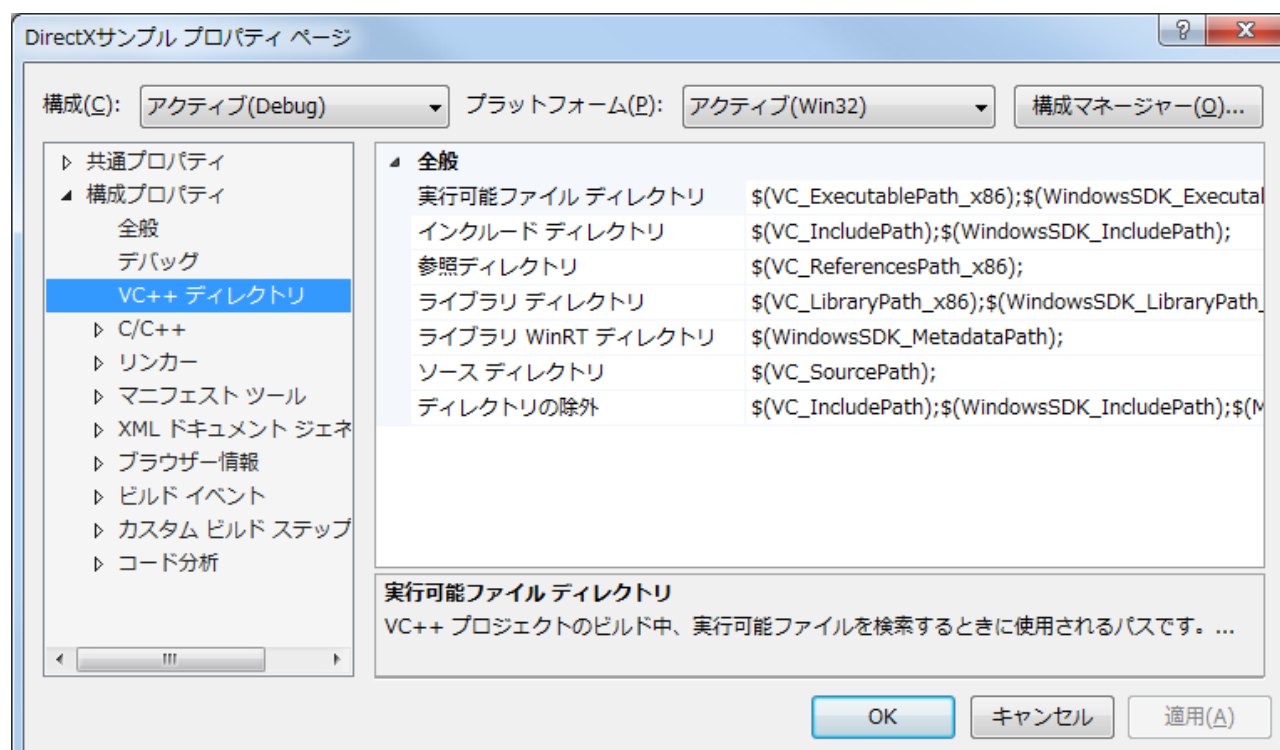 DirectXサンプル プロパティ ページ
構成(C): アクティブ(Debug) プラットフォーム(P): アクティブ(Win32) 構成マネージャー(O)...
共通プロパティ
構成プロパティ
全般
デバッグ
VC++ ディレクトリ
C/C++
リンカー
マニフェスト ツール
XML ドキュメント ジェネ
ブラウザー情報
ビルド イベント
カスタム ビルド ステップ
コード分析
全般
実行可能ファイル ディレクトリ $(VC_ExecutablePath_x86);$(WindowsSDK_Executal
インクルード ディレクトリ $(VC_IncludePath);$(WindowsSDK_IncludePath);
参照ディレクトリ $(VC_ReferencesPath_x86);
ライブラリ ディレクトリ $(VC_LibraryPath_x86);$(WindowsSDK_LibraryPath_
ライブラリ WinRT ディレクトリ $(WindowsSDK_MetadataPath);
ソース ディレクトリ $(VC_SourcePath);
ディレクトリの除外 $(VC_IncludePath);$(WindowsSDK_IncludePath);$(M
実行可能ファイル ディレクトリ
VC++ プロジェクトのビルド中、実行可能ファイルを検索するときに使用されるパスです。...
OK キャンセル 適用(A)